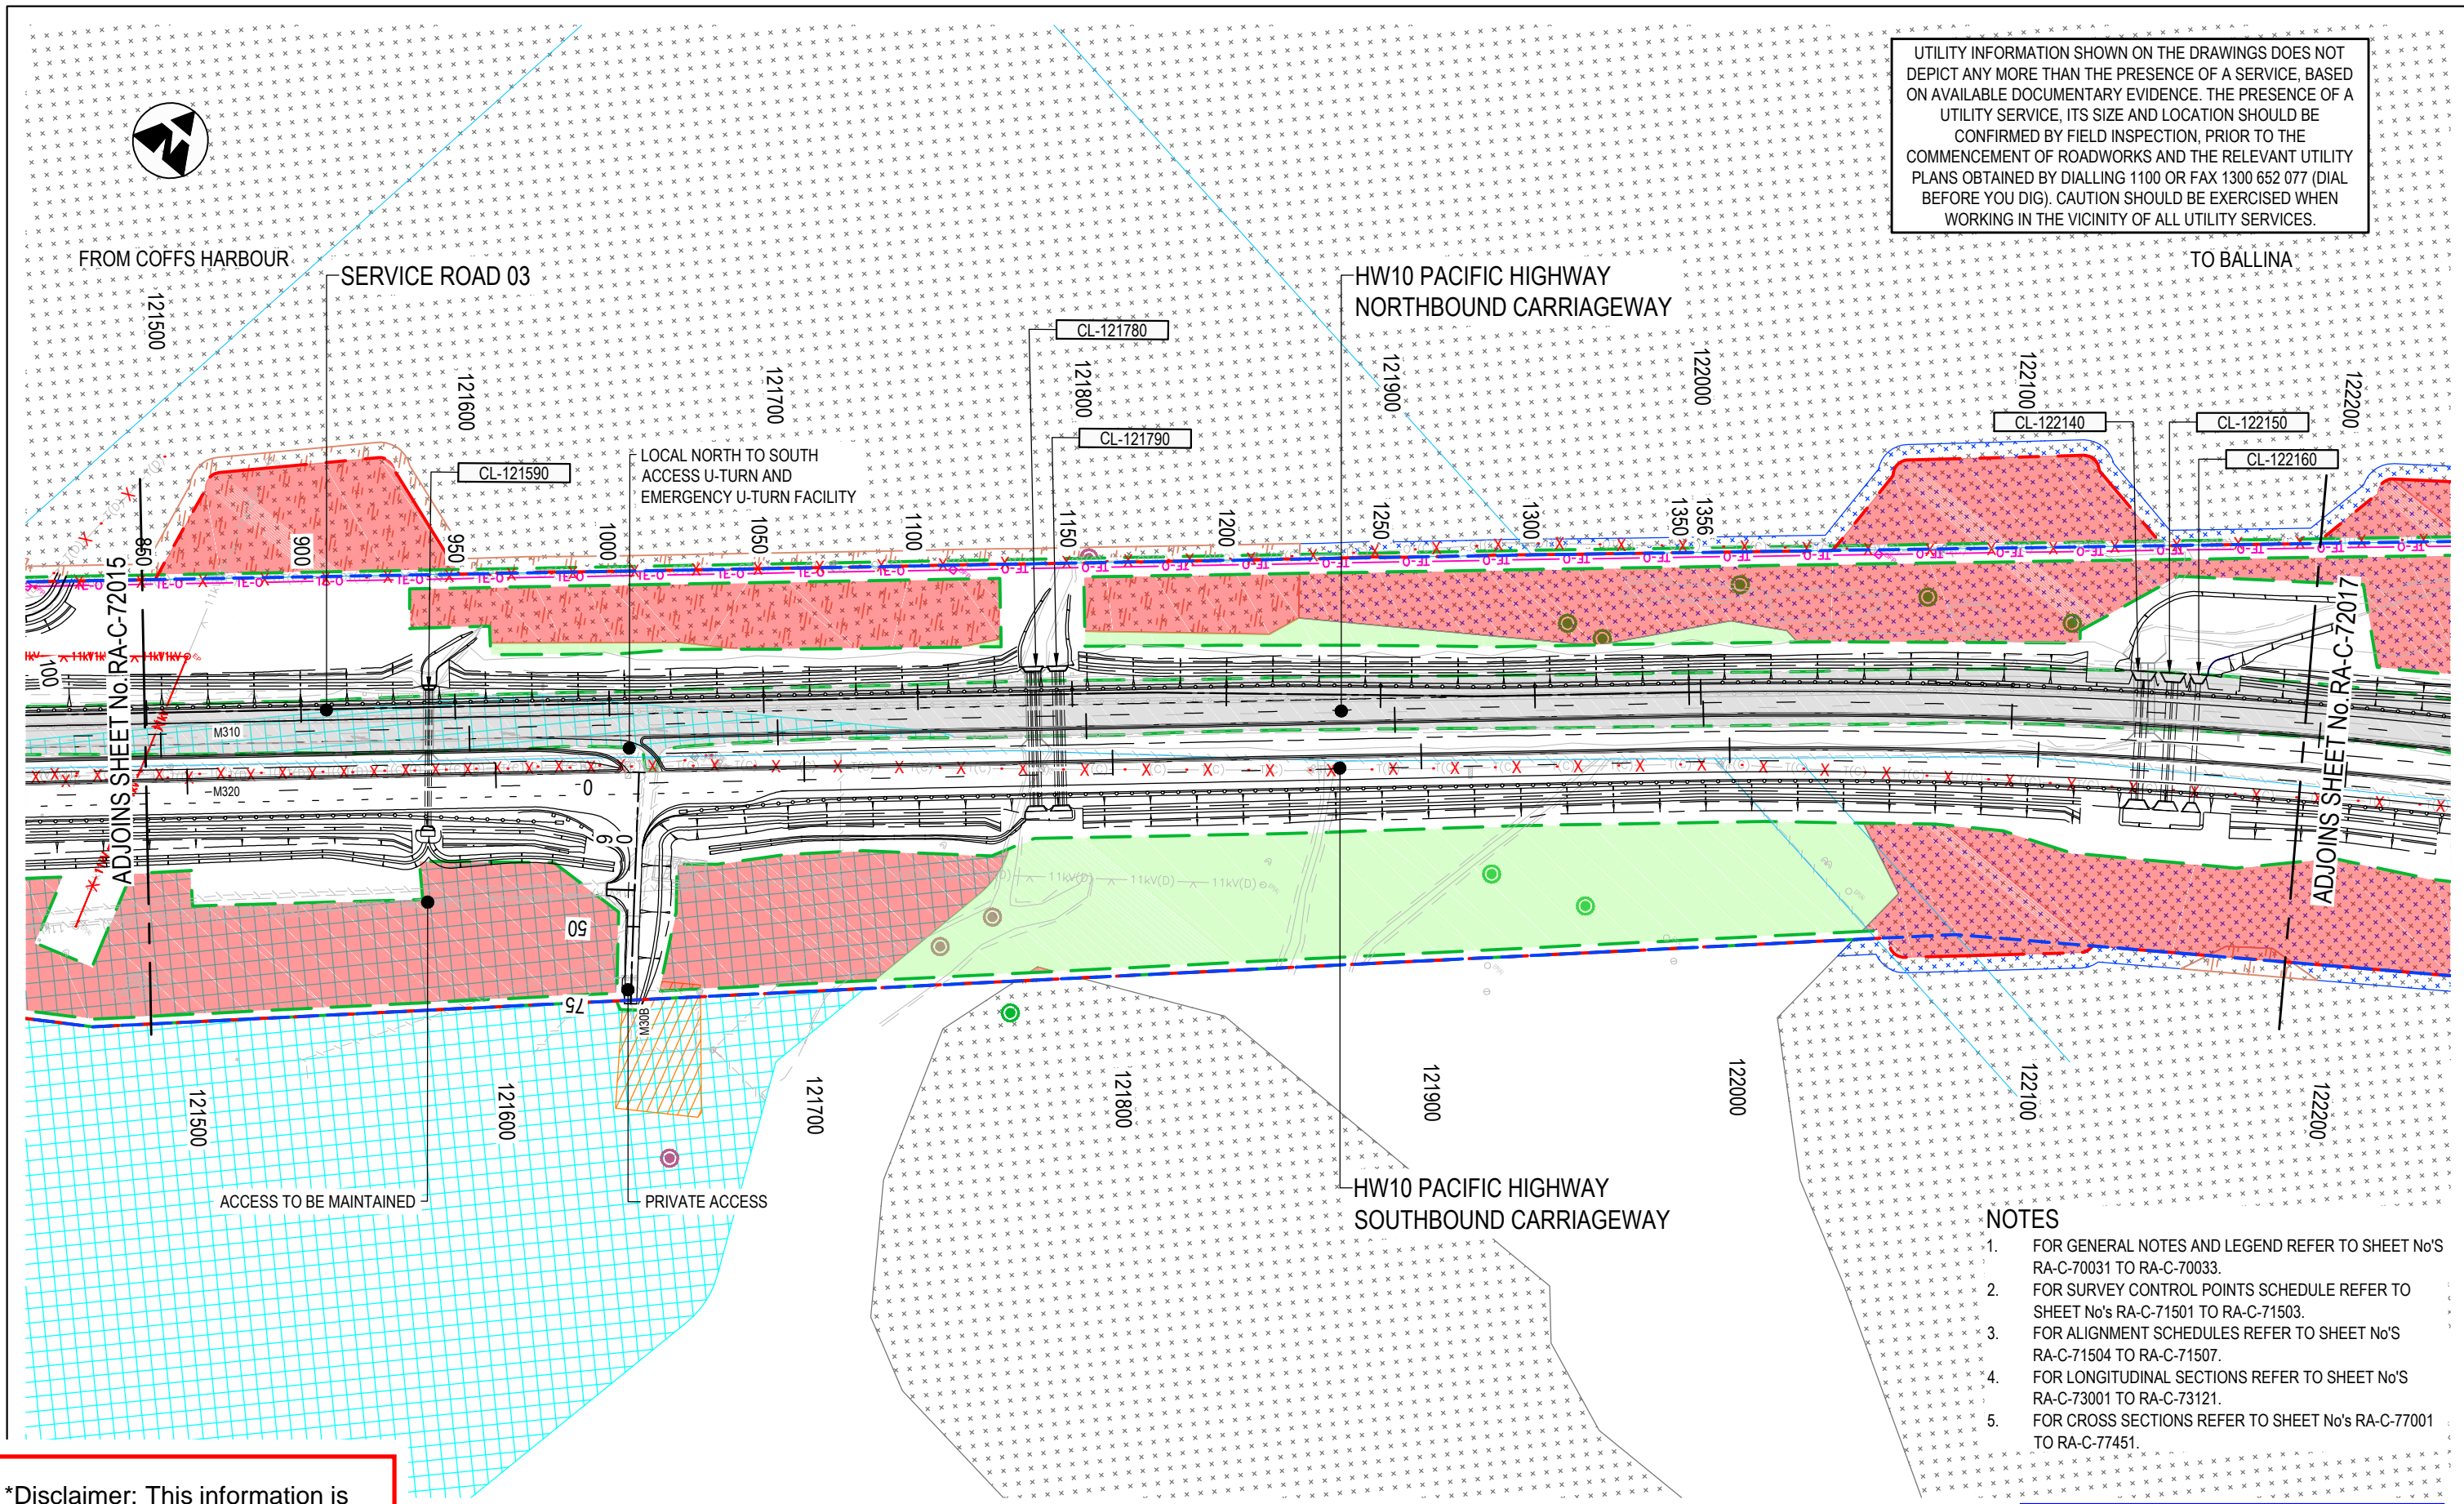 UTILITY INFORMATION SHOWN ON THE DRAWINGS DOES NOT
DEPICT ANY MORE THAN THE PRESENCE OF A SERVICE, BASED
ON AVAILABLE DOCUMENTARY EVIDENCE. THE PRESENCE OF A
UTILITY SERVICE, ITS SIZE AND LOCATION SHOULD BE
CONFIRMED BY FIELD INSPECTION, PRIOR TO THE
COMMENCEMENT OF ROADWORKS AND THE RELEVANT UTILITY
PLANS OBTAINED BY DIALLING 1100 OR FAX 1300 652 077 (DIAL
BEFORE YOU DIG). CAUTION SHOULD BE EXERCISED WHEN
WORKING IN THE VICINITY OF ALL UTILITY SERVICES.
FROM COFFS HARBOUR
TO BALLINA
SERVICE ROAD 03
HW10 PACIFIC HIGHWAY
NORTHBOUND CARRIAGEWAY
CL-121780
CL-121790
CL-121590
CL-122140
CL-122150
CL-122160
121500
121600
121700
121800
121900
122000
122100
122200
LOCAL NORTH TO SOUTH
ACCESS U-TURN AND
EMERGENCY U-TURN FACILITY
850
900
950
1000
1050
1100
1150
1200
1250
1300
1350
1356
100
ADJOINS SHEET No. RA-C-72015
ADJOINS SHEET No. RA-C-72017
M310
M320
0
60
50
75
M30B
11kV(D)
11kV(D)
11kV(D)
121500
121600
121700
121800
121900
122000
122100
122200
ACCESS TO BE MAINTAINED
PRIVATE ACCESS
HW10 PACIFIC HIGHWAY
SOUTHBOUND CARRIAGEWAY
NOTES
1. FOR GENERAL NOTES AND LEGEND REFER TO SHEET No'S
RA-C-70031 TO RA-C-70033.
2. FOR SURVEY CONTROL POINTS SCHEDULE REFER TO
SHEET No's RA-C-71501 TO RA-C-71503.
3. FOR ALIGNMENT SCHEDULES REFER TO SHEET No'S
RA-C-71504 TO RA-C-71507.
4. FOR LONGITUDINAL SECTIONS REFER TO SHEET No'S
RA-C-73001 TO RA-C-73121.
5. FOR CROSS SECTIONS REFER TO SHEET No's RA-C-77001
TO RA-C-77451.
*Disclaimer: This information is